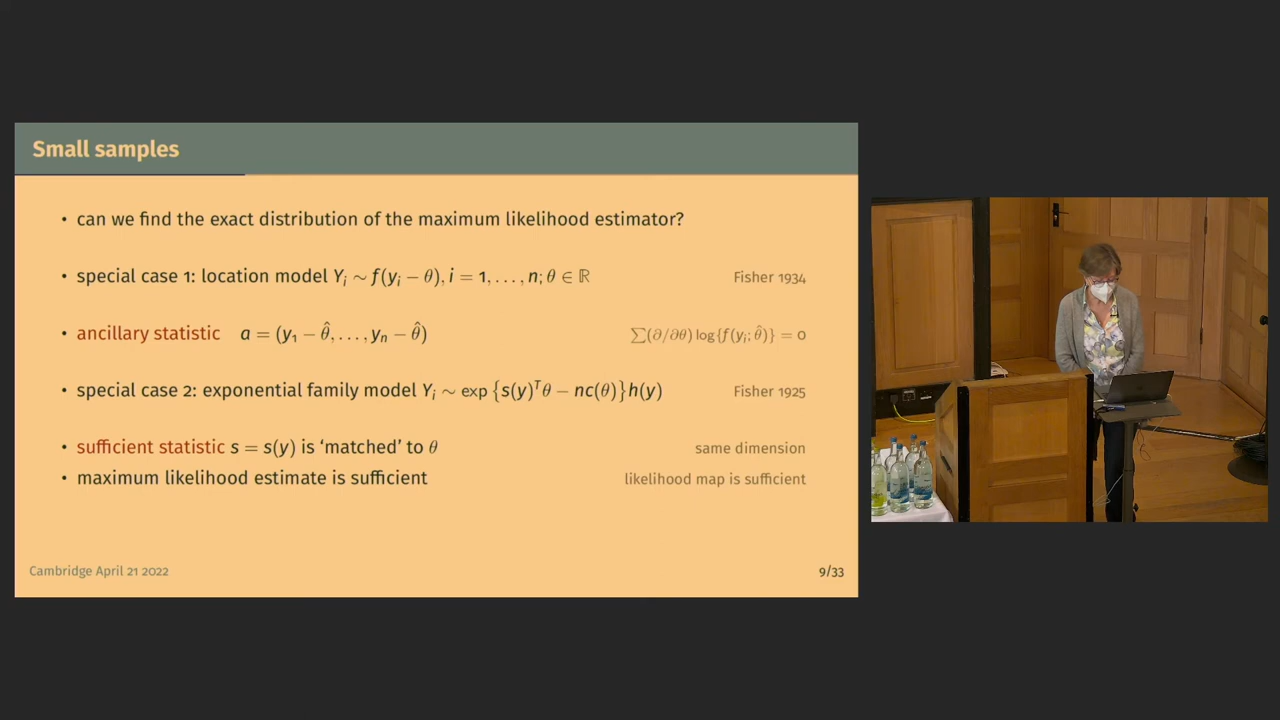 Small samples
• can we find the exact distribution of the maximum likelihood estimator?
• special case 1: location model Yᵢ ∼ f(yᵢ − θ), i = 1, . . . , n; θ ∈ ℝ Fisher 1934
• ancillary statistic a = (y₁ − θ̂, . . . , yₙ − θ̂) ∑(∂/∂θ) log{f(yᵢ; θ̂)} = 0
• special case 2: exponential family model Yᵢ ∼ exp {s(y)ᵀθ − nc(θ)}h(y) Fisher 1925
• sufficient statistic s = s(y) is ‘matched’ to θ same dimension
• maximum likelihood estimate is sufficient likelihood map is sufficient
Cambridge April 21 2022 9/33